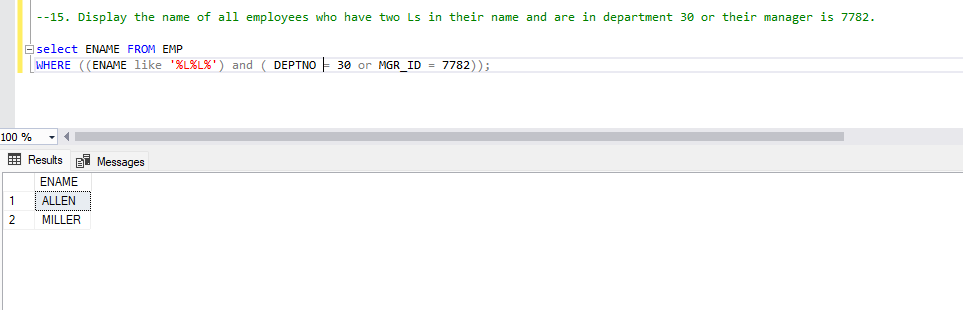 --15. Display the name of all employees who have two Ls in their name and are in department 30 or their manager is 7782.
select ENAME FROM EMP
WHERE ((ENAME like '%L%L%') and ( DEPTNO = 30 or MGR_ID = 7782));
100 %
Results Messages
ENAME
1 ALLEN
2 MILLER